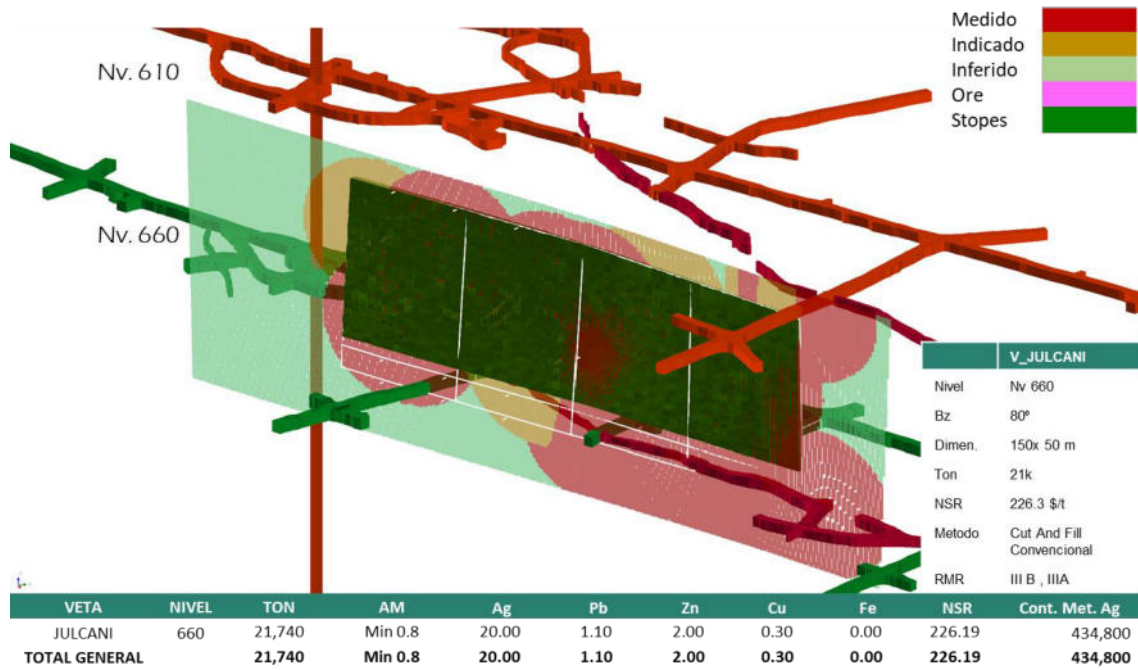 Medido
Indicado
Inferido
Ore
Stopes
Nv. 610
Nv. 660
V_JULCANI
Nivel Nv 660
Bz 80º
Dimen. 150x 50 m
Ton 21k
NSR 226.3 $/t
Metodo Cut And Fill
Convencional
RMR III B , IIIA
VETA NIVEL TON AM Ag Pb Zn Cu Fe NSR Cont. Met. Ag
JULCANI 660 21,740 Min 0.8 20.00 1.10 2.00 0.30 0.00 226.19 434,800
TOTAL GENERAL 21,740 Min 0.8 20.00 1.10 2.00 0.30 0.00 226.19 434,800